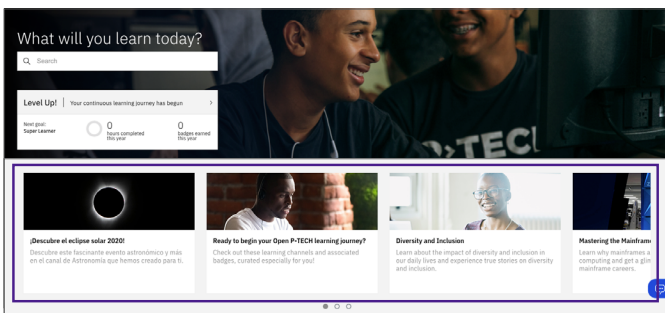 What will you learn today?
Search
Level Up!
Your continuous learning journey has begun
Next goal:
Super Learner
0
hours completed
this year
0
badges earned
this year
P-TECH
¡Descubre el eclipse solar 2020!
Descubre este fascinante evento astronómico y más
en el canal de Astronomía que hemos creado para ti.
Ready to begin your Open P-TECH learning journey?
Check out these learning channels and associated
badges, curated especially for you!
Diversity and Inclusion
Learn about the impact of diversity and inclusion in
our daily lives and experience true stories on diversity
and inclusion.
Mastering the Mainframe
Learn why mainframes a
computing and get a glim
mainframe careers.